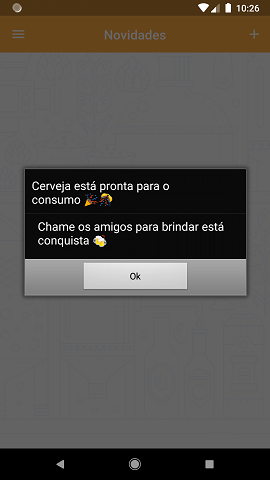 10:26
Novidades
Cerveja está pronta para o
consumo 🎉🎊
Chame os amigos para brindar está
conquista 🍻
Ok